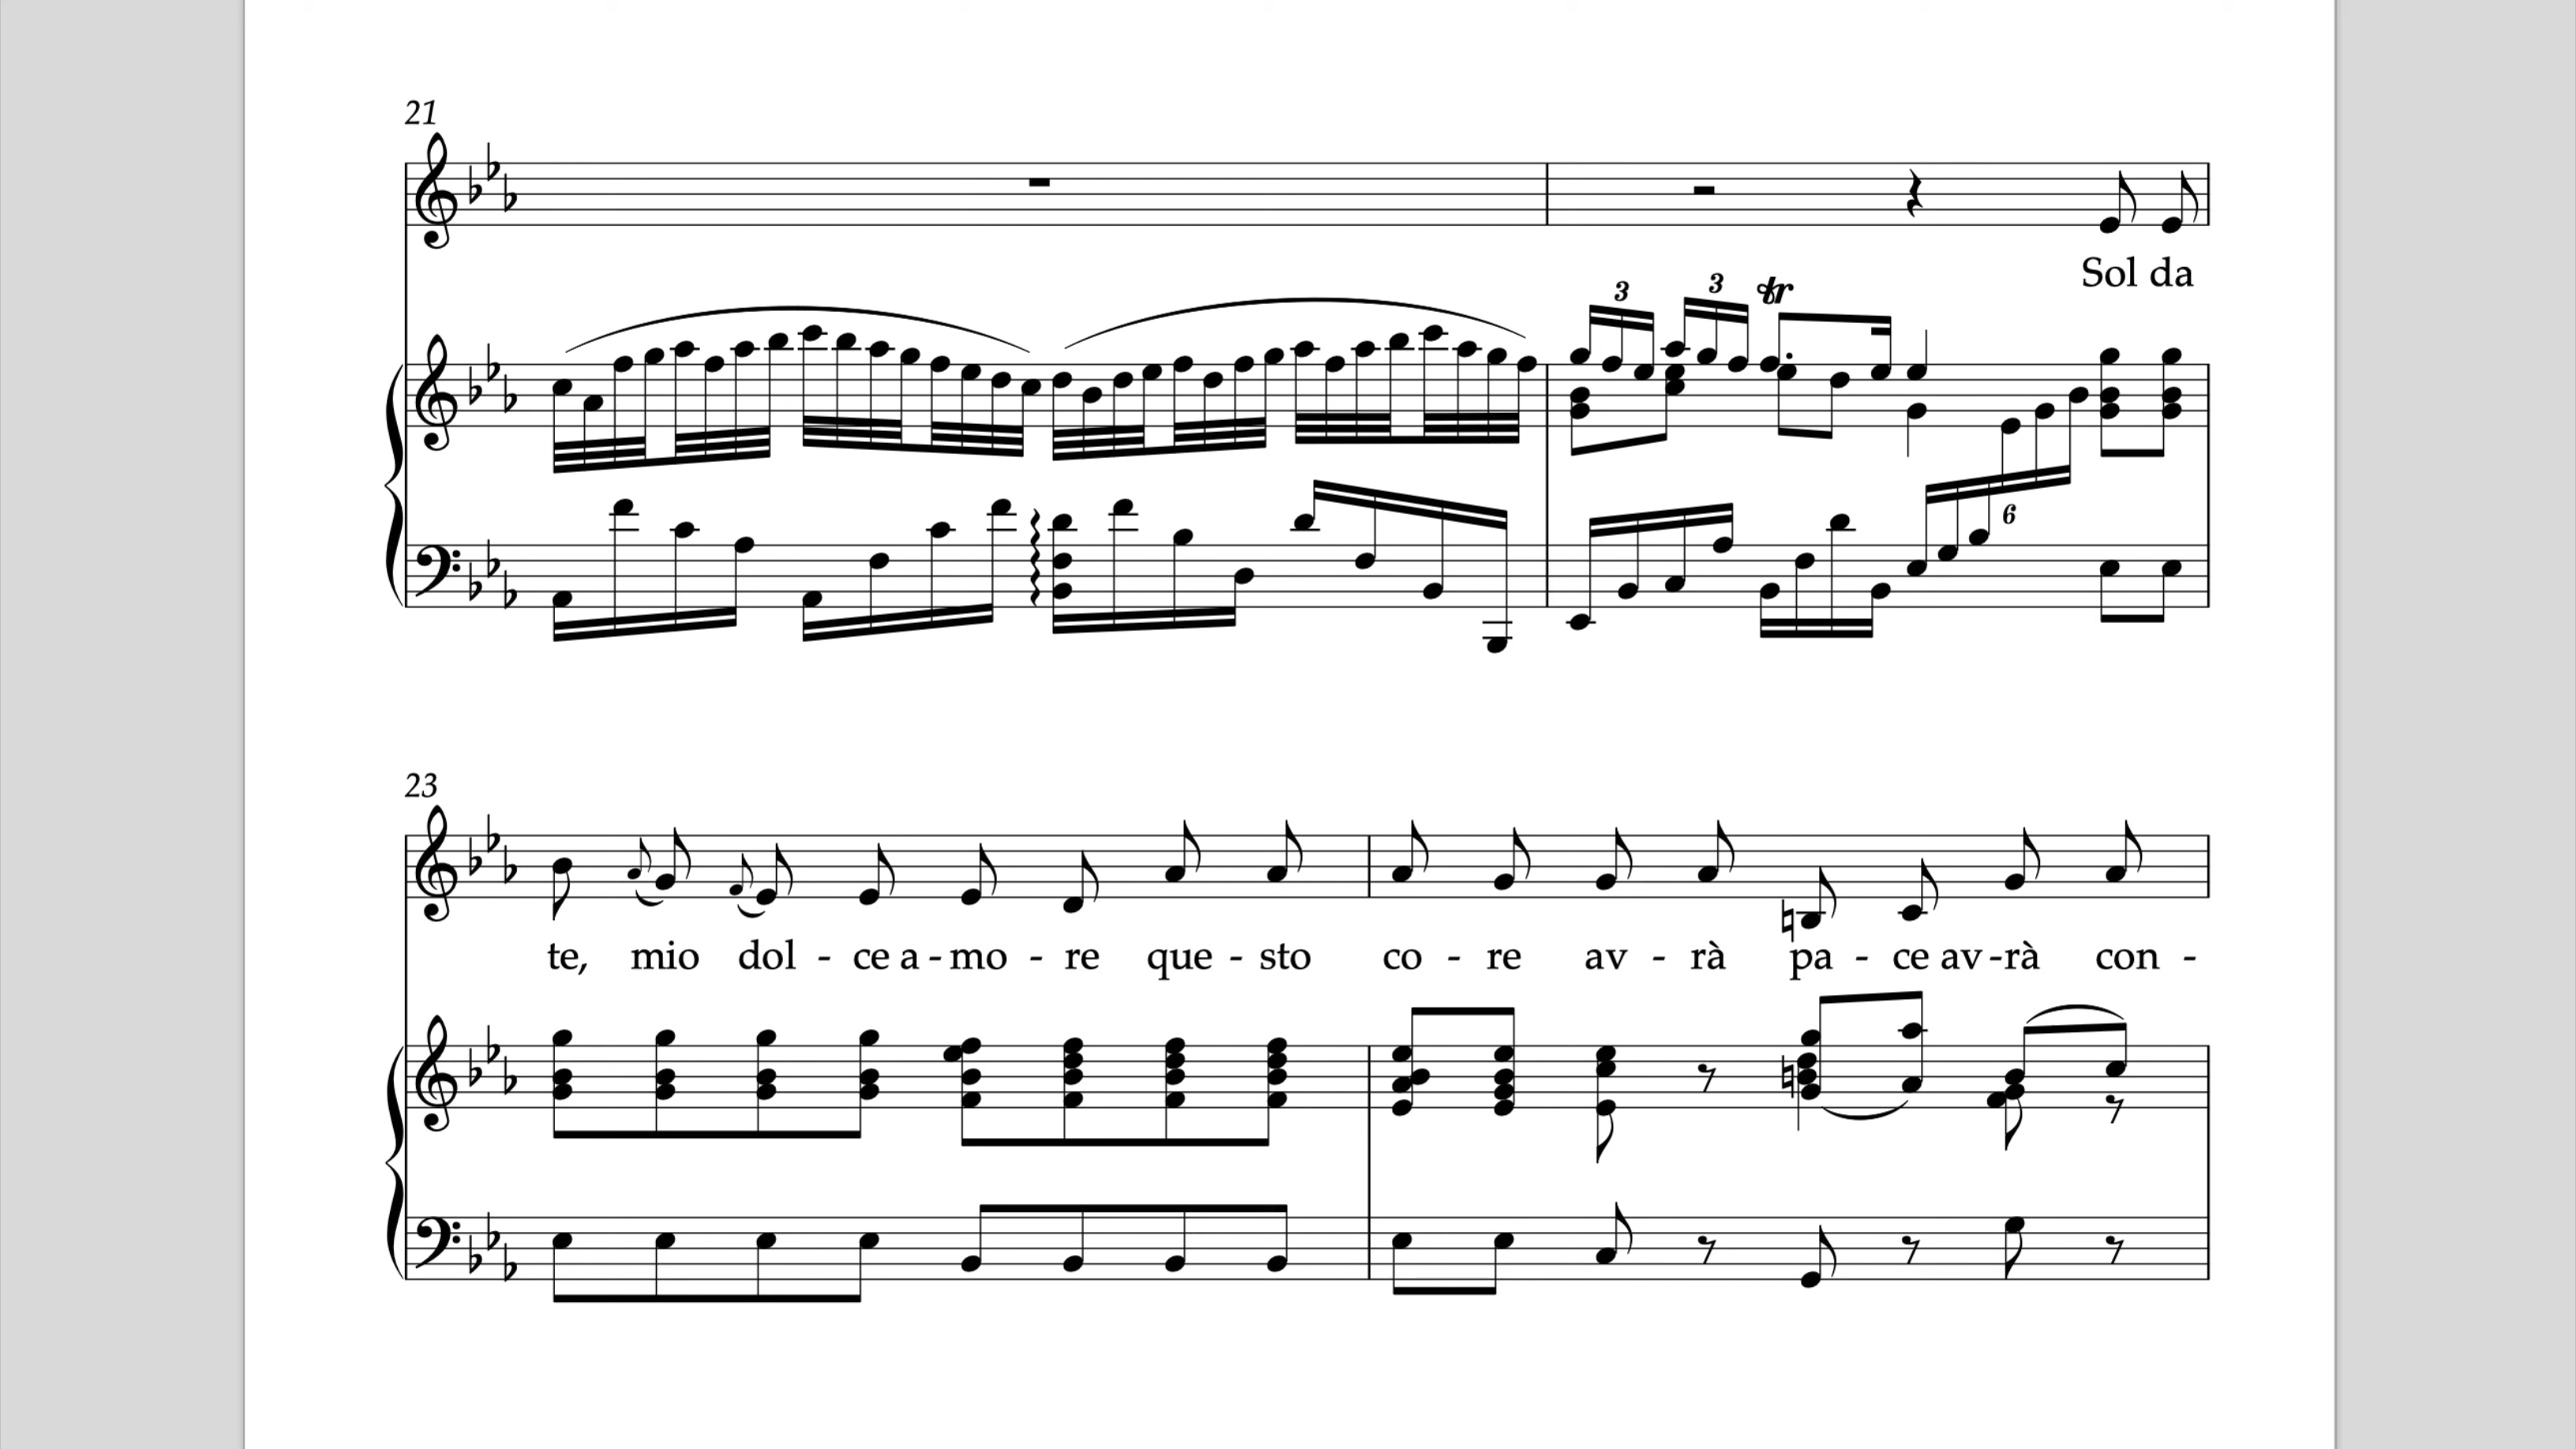 21
3 3 tr
6
Sol da
23
te, mio dol - ce a - mo - re que - sto co - re av - rà pa - ce av - rà con -